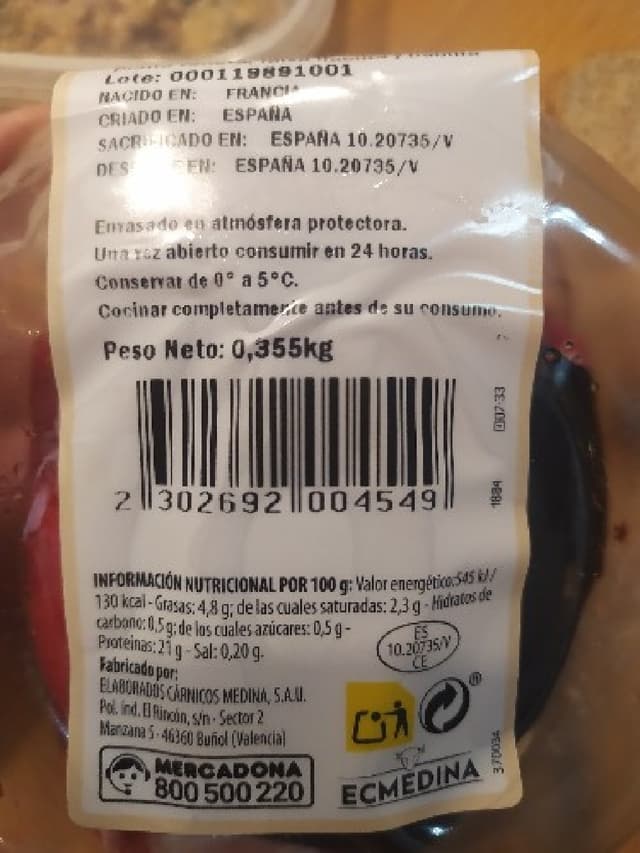 Lote: 000119891001
NACIDO EN: FRANCIA
CRIADO EN: ESPAÑA
SACRIFICADO EN: ESPAÑA 10.20735/V
EN: ESPAÑA 10.20735/V
Envasado en atmósfera protectora.
Una vez abierto consumir en 24 horas.
Conservar de 0° a 5°C.
Cocinar completamente antes de su consumo.
Peso Neto: 0,355kg
2 302692 004549
1884
INFORMACIÓN NUTRICIONAL POR 100 g: Valor energético:545 kJ/
130 kcal - Grasas: 4,8 g; de las cuales saturadas: 2,3 g - Hidratos de
carbono: 0,5 g; de los cuales azúcares: 0,5 g -
Proteínas: 21 g - Sal: 0,20 g.
ES
10.20735/V
CE
Fabricado por:
ELABORADOS CÁRNICOS MEDINA, S.A.U.
Pol. ind. El Rincón, s/n - Sector 2
Manzana 5 - 46360 Buñol (Valencia)
®
MERCADONA
800 500 220
ECMEDINA
370034